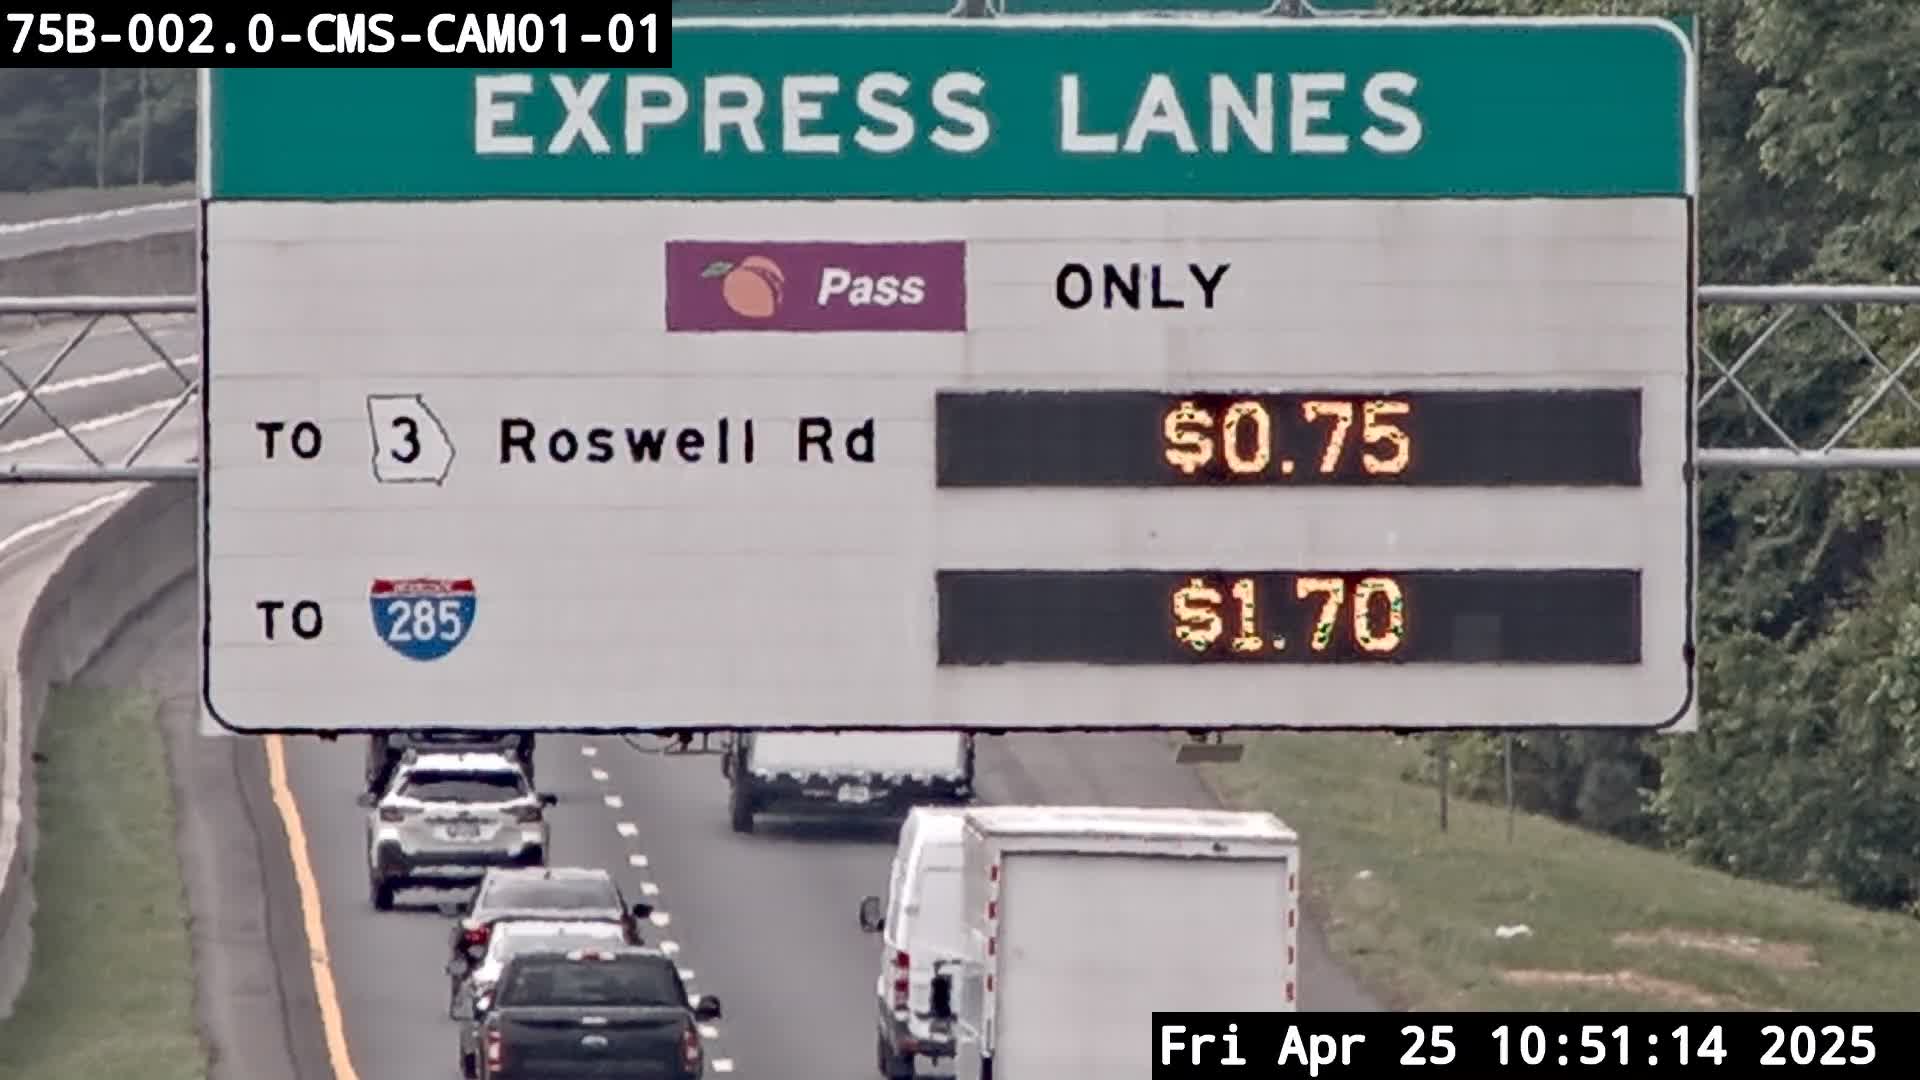 75B-002.0-CMS-CAM01-01
EXPRESS LANES
Pass ONLY
TO 3 Roswell Rd $0.75
TO 285 $1.70
Fri Apr 25 10:51:14 2025